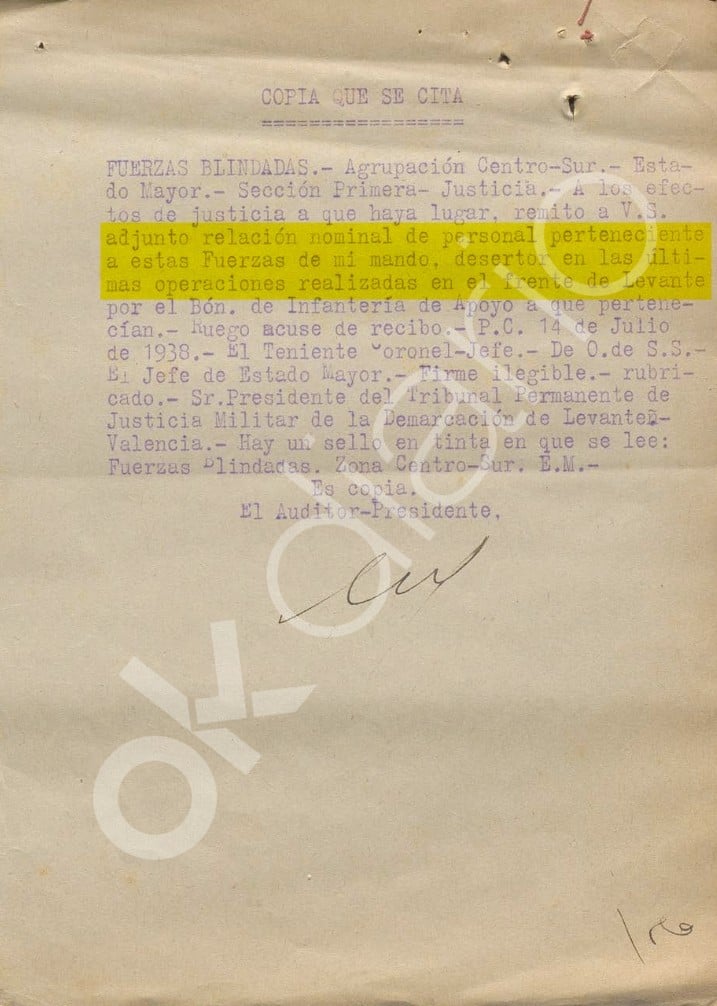 COPIA QUE SE CITA
=================
FUERZAS BLINDADAS.- Agrupación Centro-Sur.- Esta-
do Mayor.- Sección Primera- Justicia.- A los efec-
tos de justicia a que haya lugar, remito a V.S.
adjunto relación nominal de personal perteneciente
a estas Fuerzas de mi mando, desertor en las últi-
mas operaciones realizadas en el frente de Levante
por el Bón. de Infantería de Apoyo a que pertene-
cían.- Ruego acuse de recibo.- P.C. 14 de Julio
de 1938.- El Teniente Coronel-Jefe.- De O.de S.S.-
El Jefe de Estado Mayor.- Firme ilegible.- rubri-
cado.- Sr.Presidente del Tribunal Permanente de
Justicia Militar de la Demarcación de Levanteñ-
Valencia.- Hay un sello en tinta en que se lee:
Fuerzas Blindadas. Zona Centro-Sur. E.M.-
Es copia.
El Auditor-Presidente,
okdiario